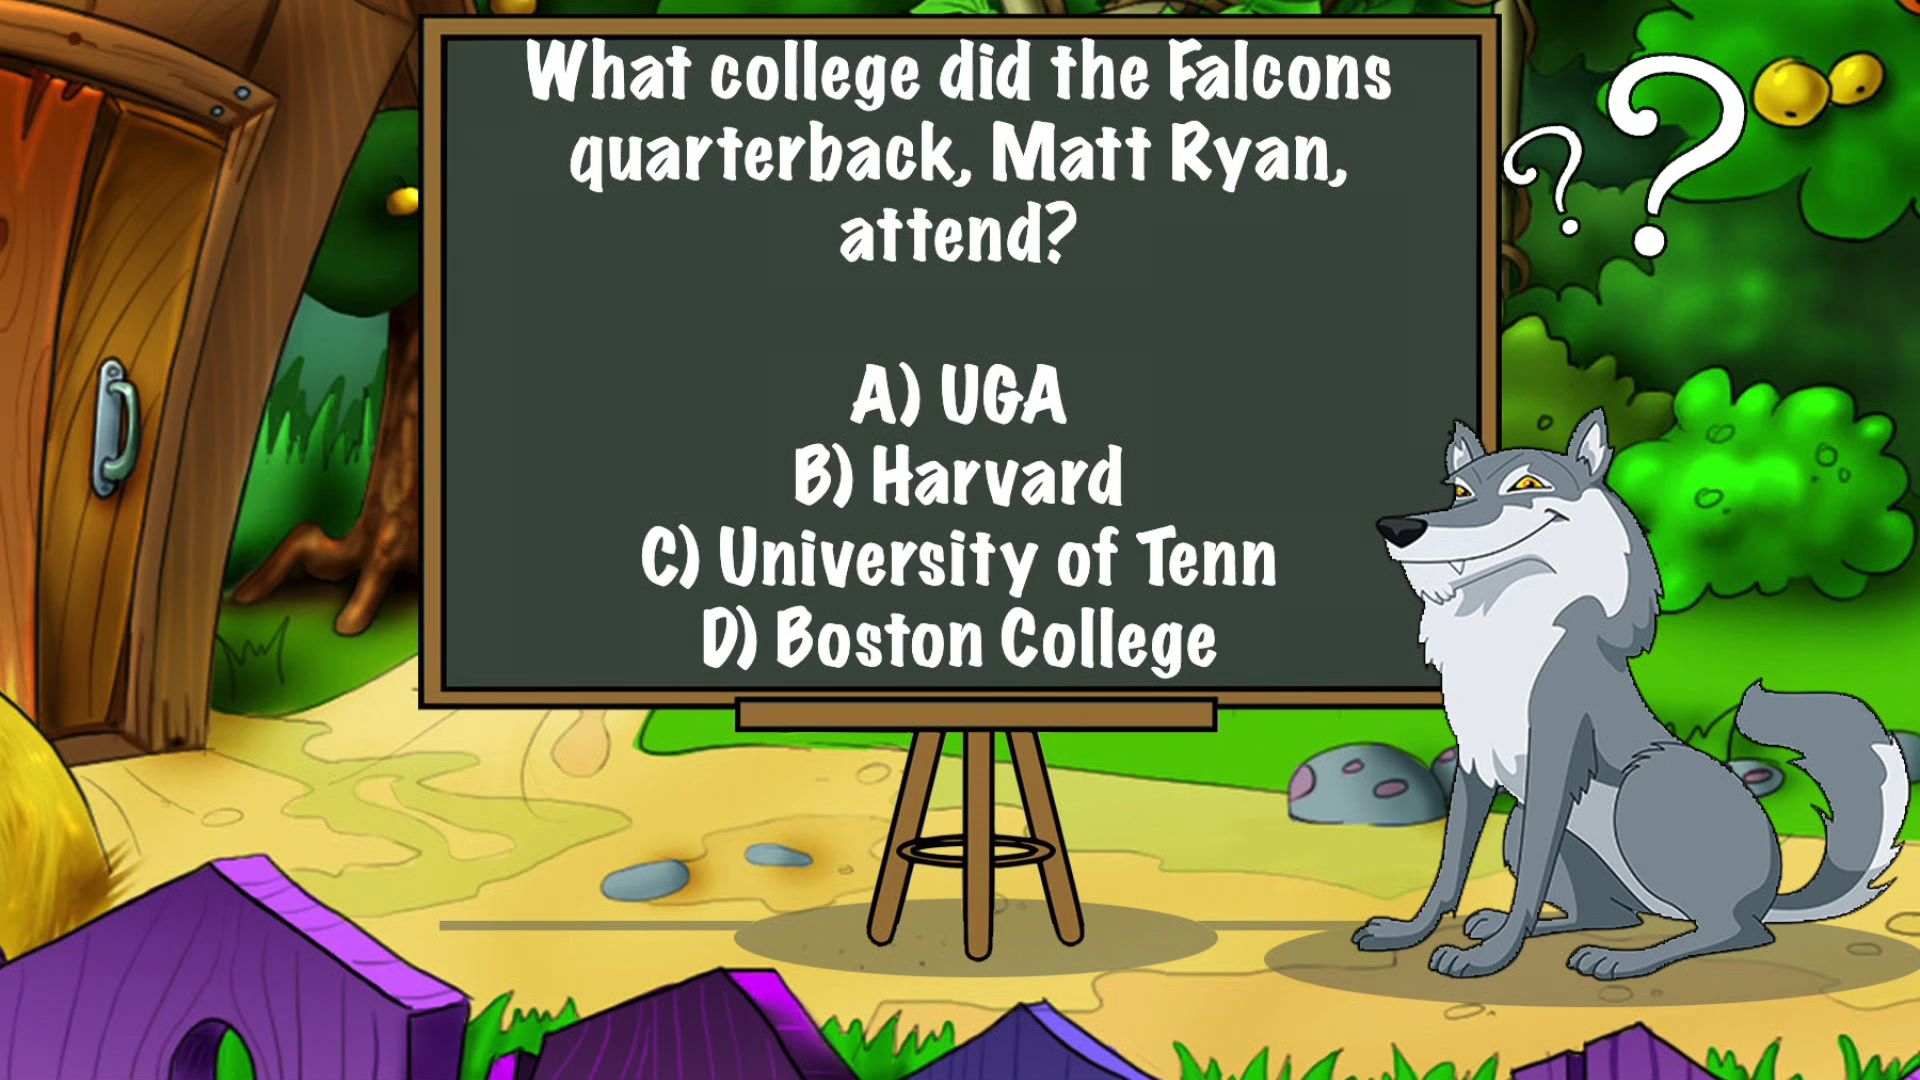 What college did the Falcons
quarterback, Matt Ryan,
attend?
A) UGA
B) Harvard
C) University of Tenn
D) Boston College
??